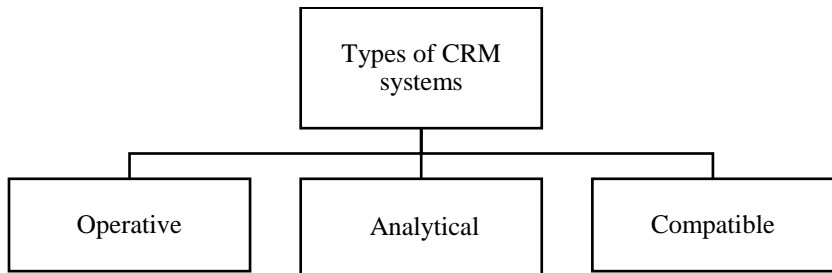 Types of CRM
systems
Operative
Analytical
Compatible